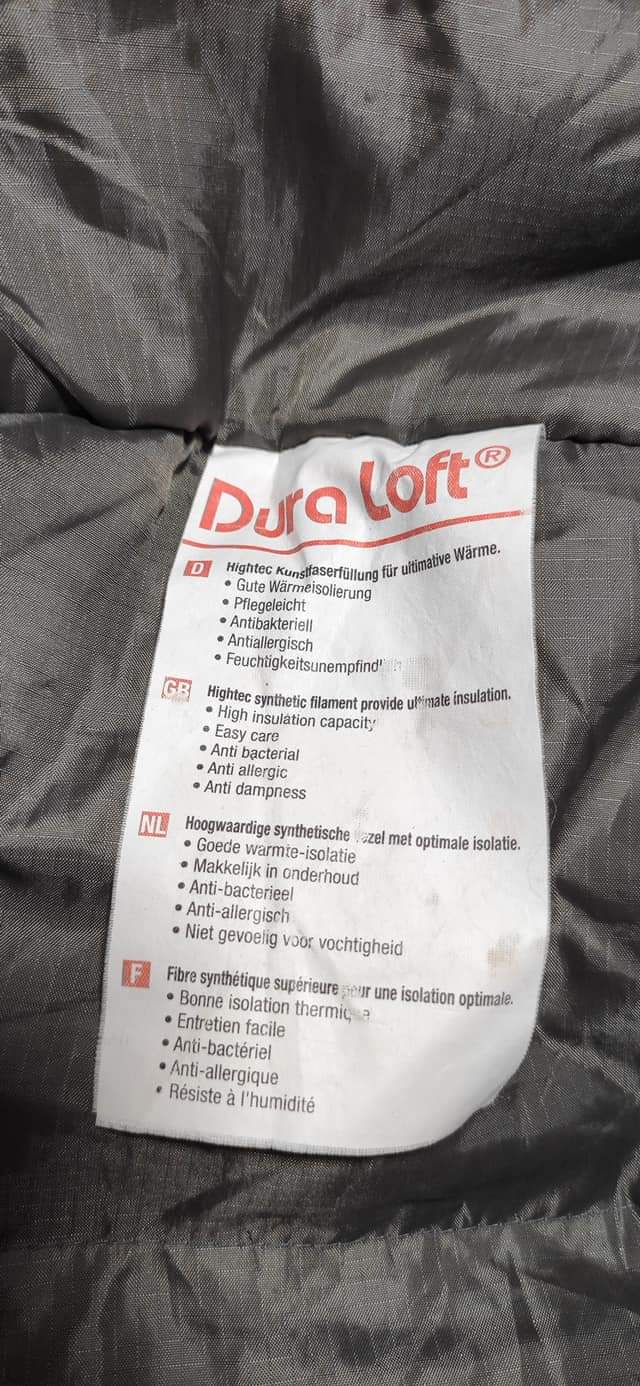 Dura Loft®
D Hightec Kunstfaserfüllung für ultimative Wärme.
• Gute Wärmeisolierung
• Pflegeleicht
• Antibakteriell
• Antiallergisch
• Feuchtigkeitsunempfind
GB Hightec synthetic filament provide ultimate insulation.
• High insulation capacity
• Easy care
• Anti bacterial
• Anti allergic
• Anti dampness
NL Hoogwaardige synthetische met optimale isolatie.
• Goede warmte-isolatie
• Makkelijk in onderhoud
• Anti-bacterieel
• Anti-allergisch
• Niet gevoelig voor vochtigheid
F Fibre synthétique supérieure pour une isolation optimale.
• Bonne isolation thermique
• Entretien facile
• Anti-bactériel
• Anti-allergique
• Résiste à l'humidité